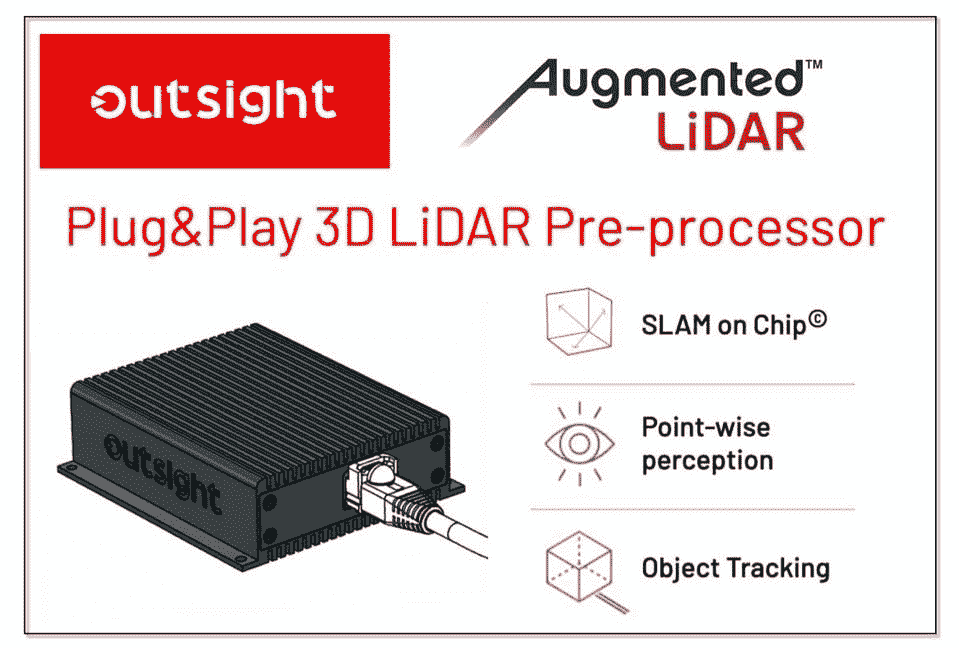 outsight
Augmented™
LiDAR
Plug&Play 3D LiDAR Pre-processor
SLAM on Chip©
Point-wise
perception
Object Tracking
outsight